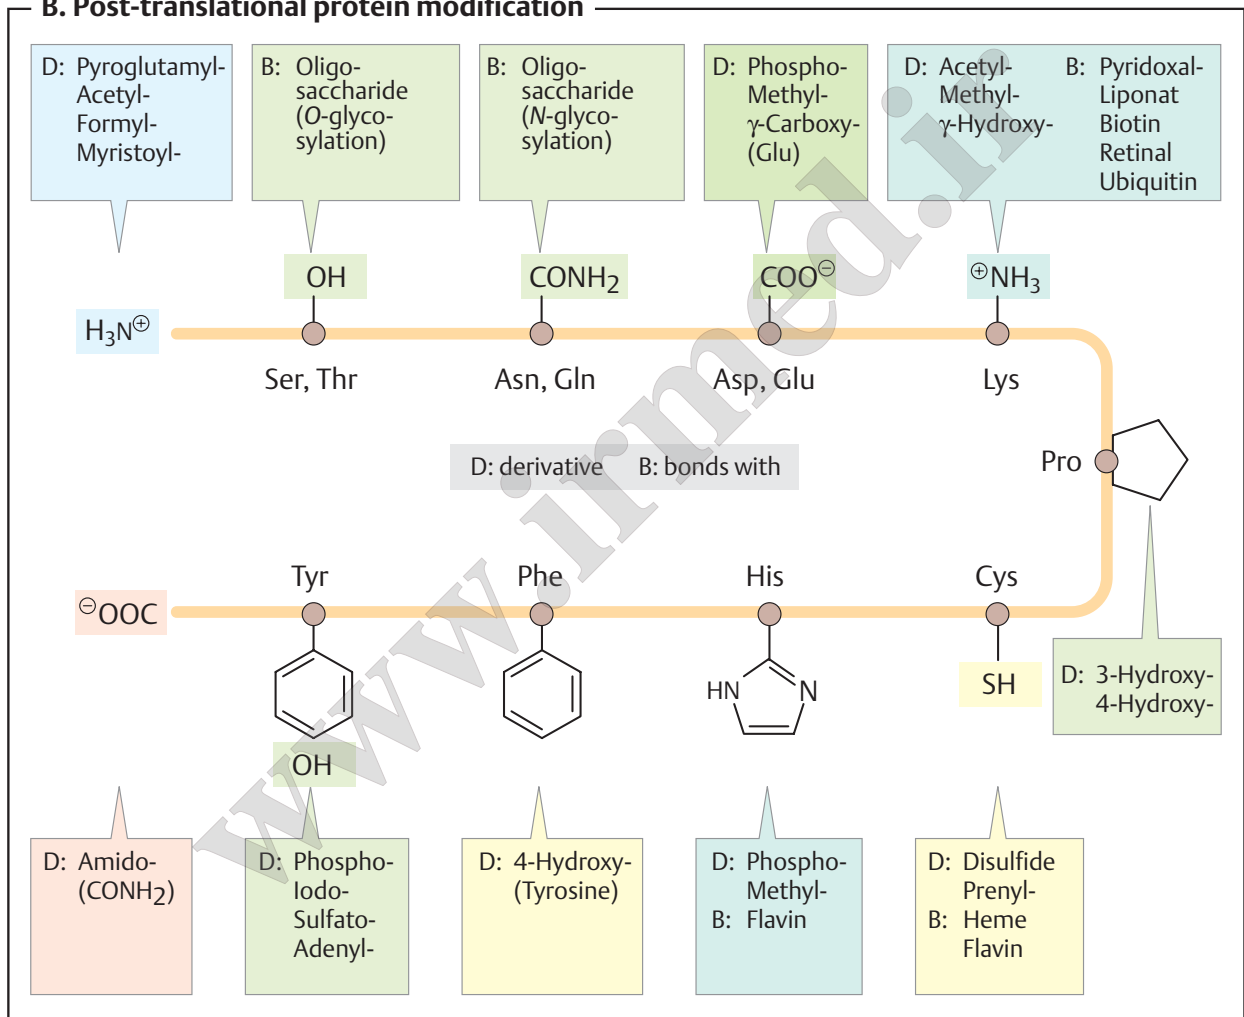 B. Post-translational protein modification
D: Pyroglutamyl-
Acetyl-
Formyl-
Myristoyl-
B: Oligo-
saccharide
(O-glyco-
sylation)
B: Oligo-
saccharide
(N-glyco-
sylation)
D: Phospho-
Methyl-
γ-Carboxy-
(Glu)
D: Acetyl-
Methyl-
γ-Hydroxy-
B: Pyridoxal-
Liponat
Biotin
Retinal
Ubiquitin
OH
CONH₂
COO⊖
⊕NH₃
H₃N⊕
Ser, Thr
Asn, Gln
Asp, Glu
Lys
D: derivative B: bonds with
Pro
Tyr
Phe
His
Cys
⊖OOC
HN
N
SH
OH
D: 3-Hydroxy-
4-Hydroxy-
D: Amido-
(CONH₂)
D: Phospho-
Iodo-
Sulfato-
Adenyl-
D: 4-Hydroxy-
(Tyrosine)
D: Phospho-
Methyl-
B: Flavin
D: Disulfide
Prenyl-
B: Heme
Flavin
www.irmed.ir